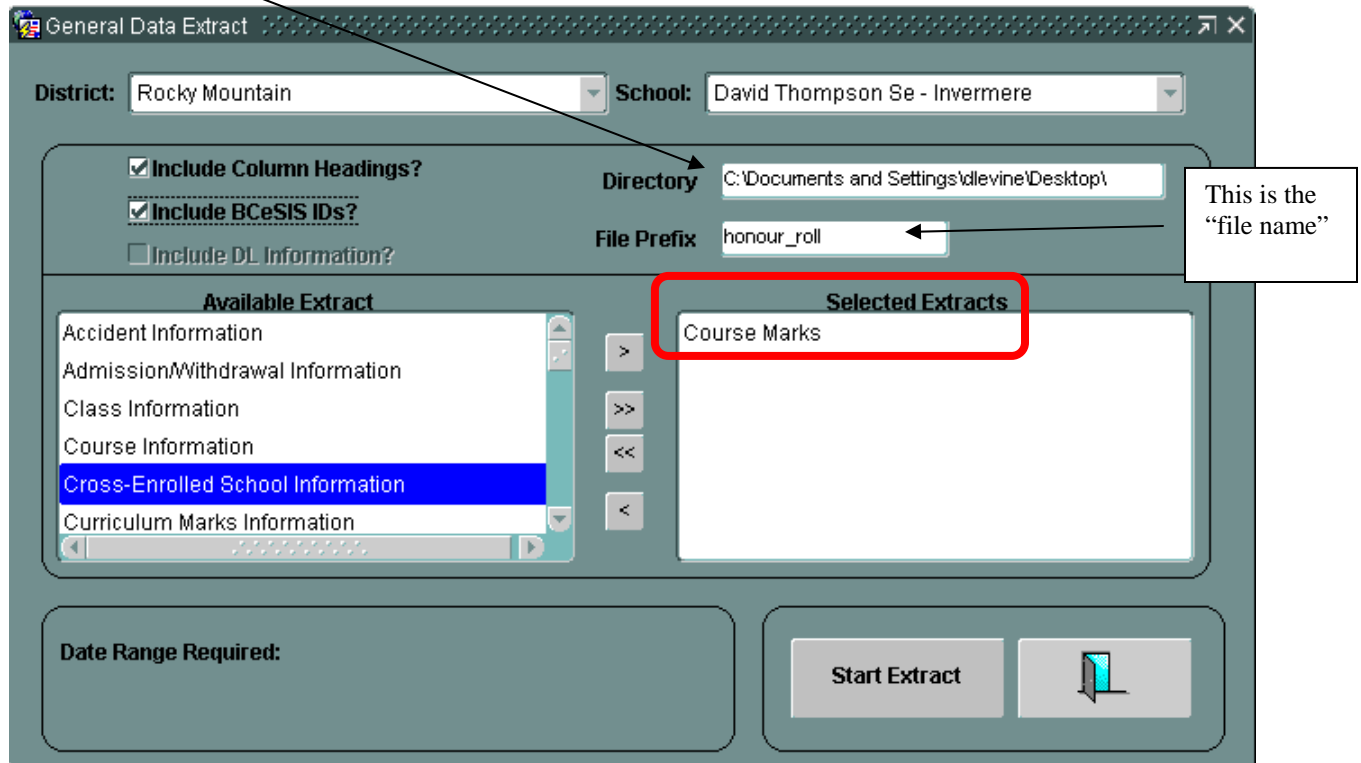 General Data Extract
District: Rocky Mountain School: David Thompson Se - Invermere
Include Column Headings?
Directory C:\Documents and Settings\dlevine\Desktop\
Include BCeSIS IDs?
This is the
“file name”
File Prefix honour_roll
Include DL Information?
Available Extract
Selected Extracts
Accident Information
Admission/Withdrawal Information
Class Information
Course Information
Cross-Enrolled School Information
Curriculum Marks Information
>
>>
<<
<
Course Marks
Date Range Required:
Start Extract